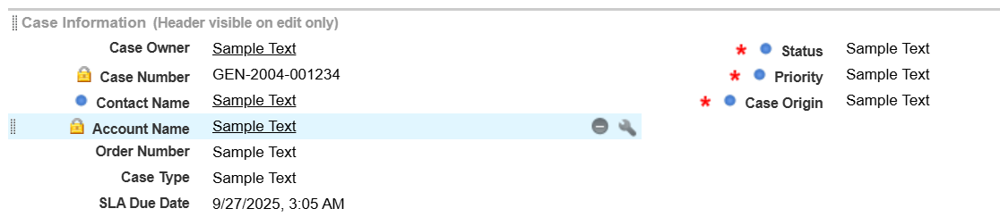 Case Information (Header visible on edit only)
Case Owner Sample Text
Case Number GEN-2004-001234
Contact Name Sample Text
Account Name Sample Text
Order Number Sample Text
Case Type Sample Text
SLA Due Date 9/27/2025, 3:05 AM
* Status Sample Text
* Priority Sample Text
* Case Origin Sample Text